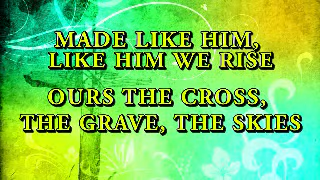 MADE LIKE HIM,
LIKE HIM WE RISE
OURS THE CROSS,
THE GRAVE, THE SKIES